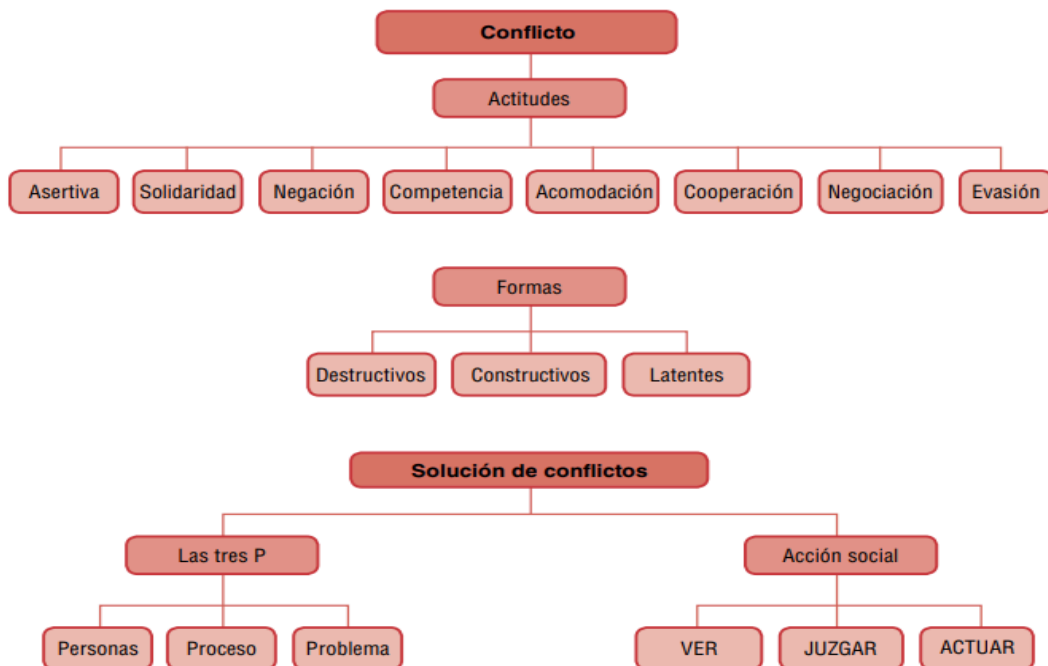 Conflicto
Actitudes
Asertiva
Solidaridad
Negación
Competencia
Acomodación
Cooperación
Negociación
Evasión
Formas
Destructivos
Constructivos
Latentes
Solución de conflictos
Las tres P
Acción social
Personas
Proceso
Problema
VER
JUZGAR
ACTUAR